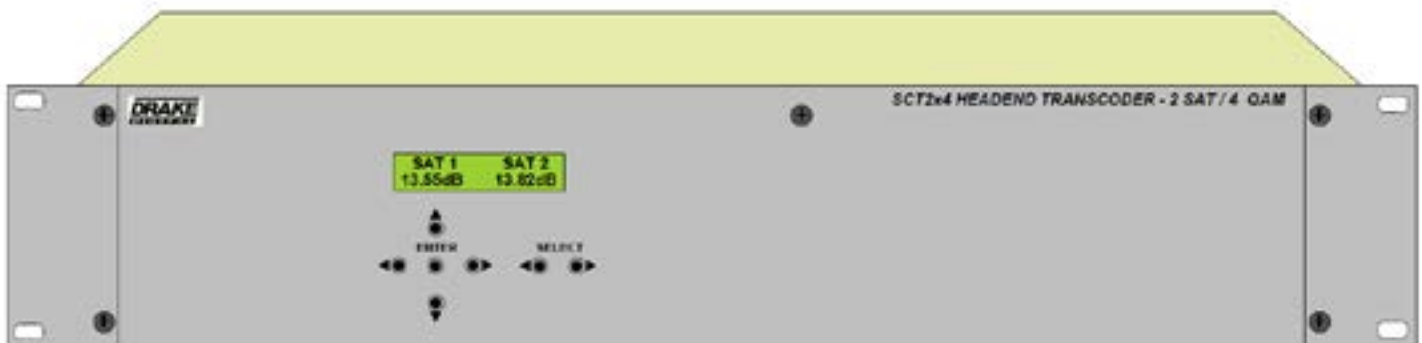 DRAKE
SCT2x4 HEADEND TRANSCODER - 2 SAT / 4 QAM
SAT 1 SAT 2
13.55dB 13.82dB
ENTER SELECT